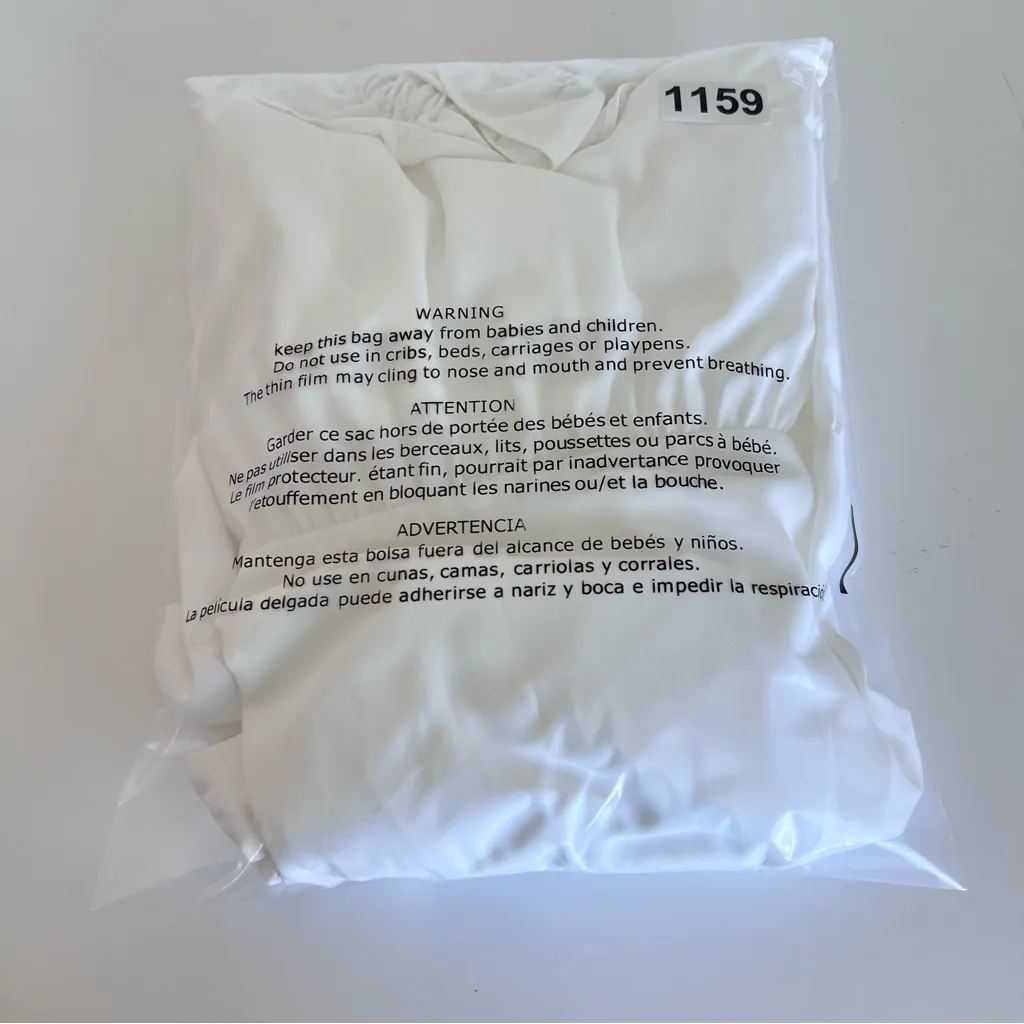 1159
WARNING
keep this bag away from babies and children.
Do not use in cribs, beds, carriages or playpens.
The thin film may cling to nose and mouth and prevent breathing.
ATTENTION
Garder ce sac hors de portée des bébés et enfants.
Ne pas utiliser dans les berceaux, lits, poussettes ou parcs à bébé.
Le film protecteur. étant fin, pourrait par inadvertance provoquer
l'etouffement en bloquant les narines ou/et la bouche.
ADVERTENCIA
Mantenga esta bolsa fuera del alcance de bebés y niños.
No use en cunas, camas, carriolas y corrales.
La película delgada puede adherirse a nariz y boca e impedir la